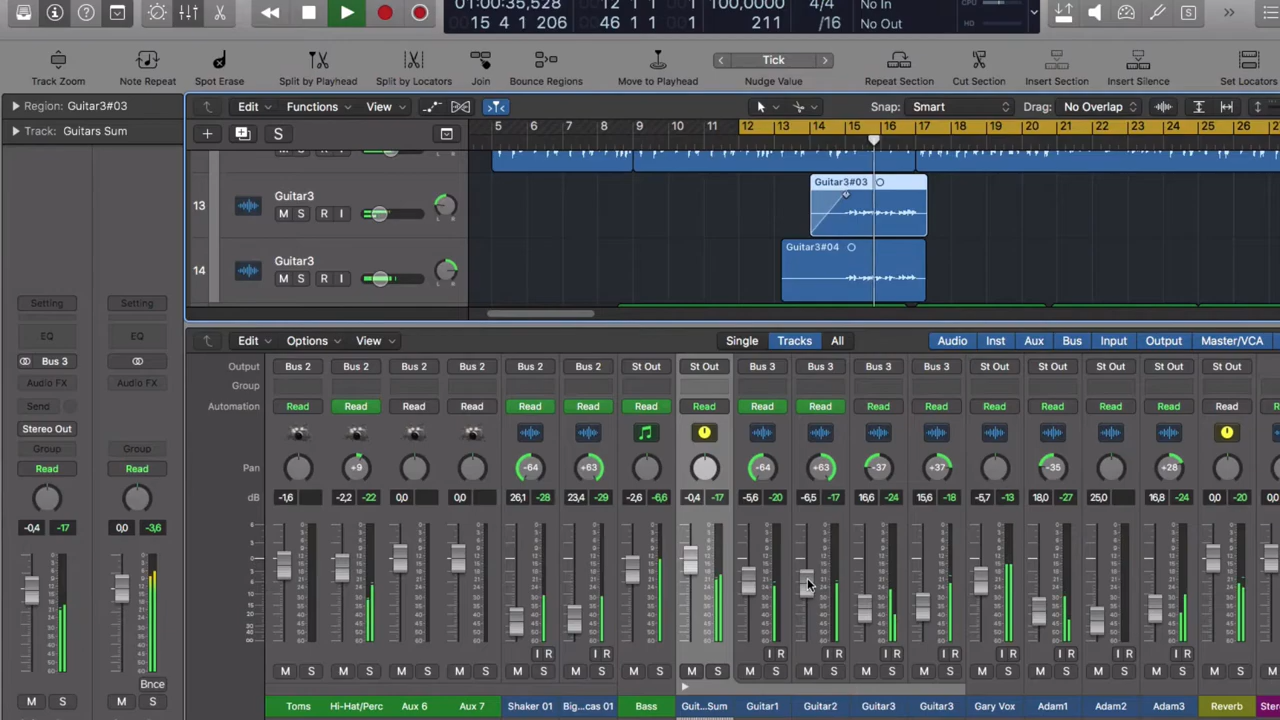 01:00:35,528
15 4 1 206
12 1 1
46 1 1
100,0000
211
4/4
/16
No In
No Out
CPU
HD
Track Zoom
Note Repeat
Spot Erase
Split by Playhead
Split by Locators
Join
Bounce Regions
Move to Playhead
Tick
Nudge Value
Repeat Section
Cut Section
Insert Section
Insert Silence
Set Locators
Region: Guitar3#03
Track: Guitars Sum
Edit Functions View Snap: Smart Drag: No Overlap
S
5 6 7 8 9 10 11 12 13 14 15 16 17 18 19 20 21 22 23 24 25 26
13 Guitar3 M S R I L R
Guitar3#03
14 Guitar3 M S R I L R
Guitar3#04
Setting Setting
EQ EQ
Bus 3
Audio FX Audio FX
Send
Stereo Out
Group Group
Read Read
-0,4 -17 0,0 -3,6
Bnce
M S M S
Edit Options View Single Tracks All Audio Inst Aux Bus Input Output Master/VCA
Output Bus 2 Bus 2 Bus 2 Bus 2 Bus 2 Bus 2 St Out St Out Bus 3 Bus 3 Bus 3 Bus 3 St Out St Out St Out St Out St Out
Group
Automation Read Read Read Read Read Read Read Read Read Read Read Read Read Read Read Read Read
Pan +9 -64 +63 -64 +63 -37 +37 -35 +28
dB -1,6 -2,2 -22 0,0 0,0 26,1 -28 23,4 -29 -2,6 -6,6 -0,4 -17 -5,6 -20 -6,5 -17 16,6 -24 15,6 -18 -5,7 -13 18,0 -27 25,0 16,8 -24 0,0 -20
I R I R I R I R I R I R I R I R I R I R
M S M S M S M S M S M S M S M S M S M S M S M S M S M S M S M S M S M
Toms Hi-Hat/Perc Aux 6 Aux 7 Shaker 01 Big...cas 01 Bass Guit...Sum Guitar1 Guitar2 Guitar3 Guitar3 Gary Vox Adam1 Adam2 Adam3 Reverb Stere